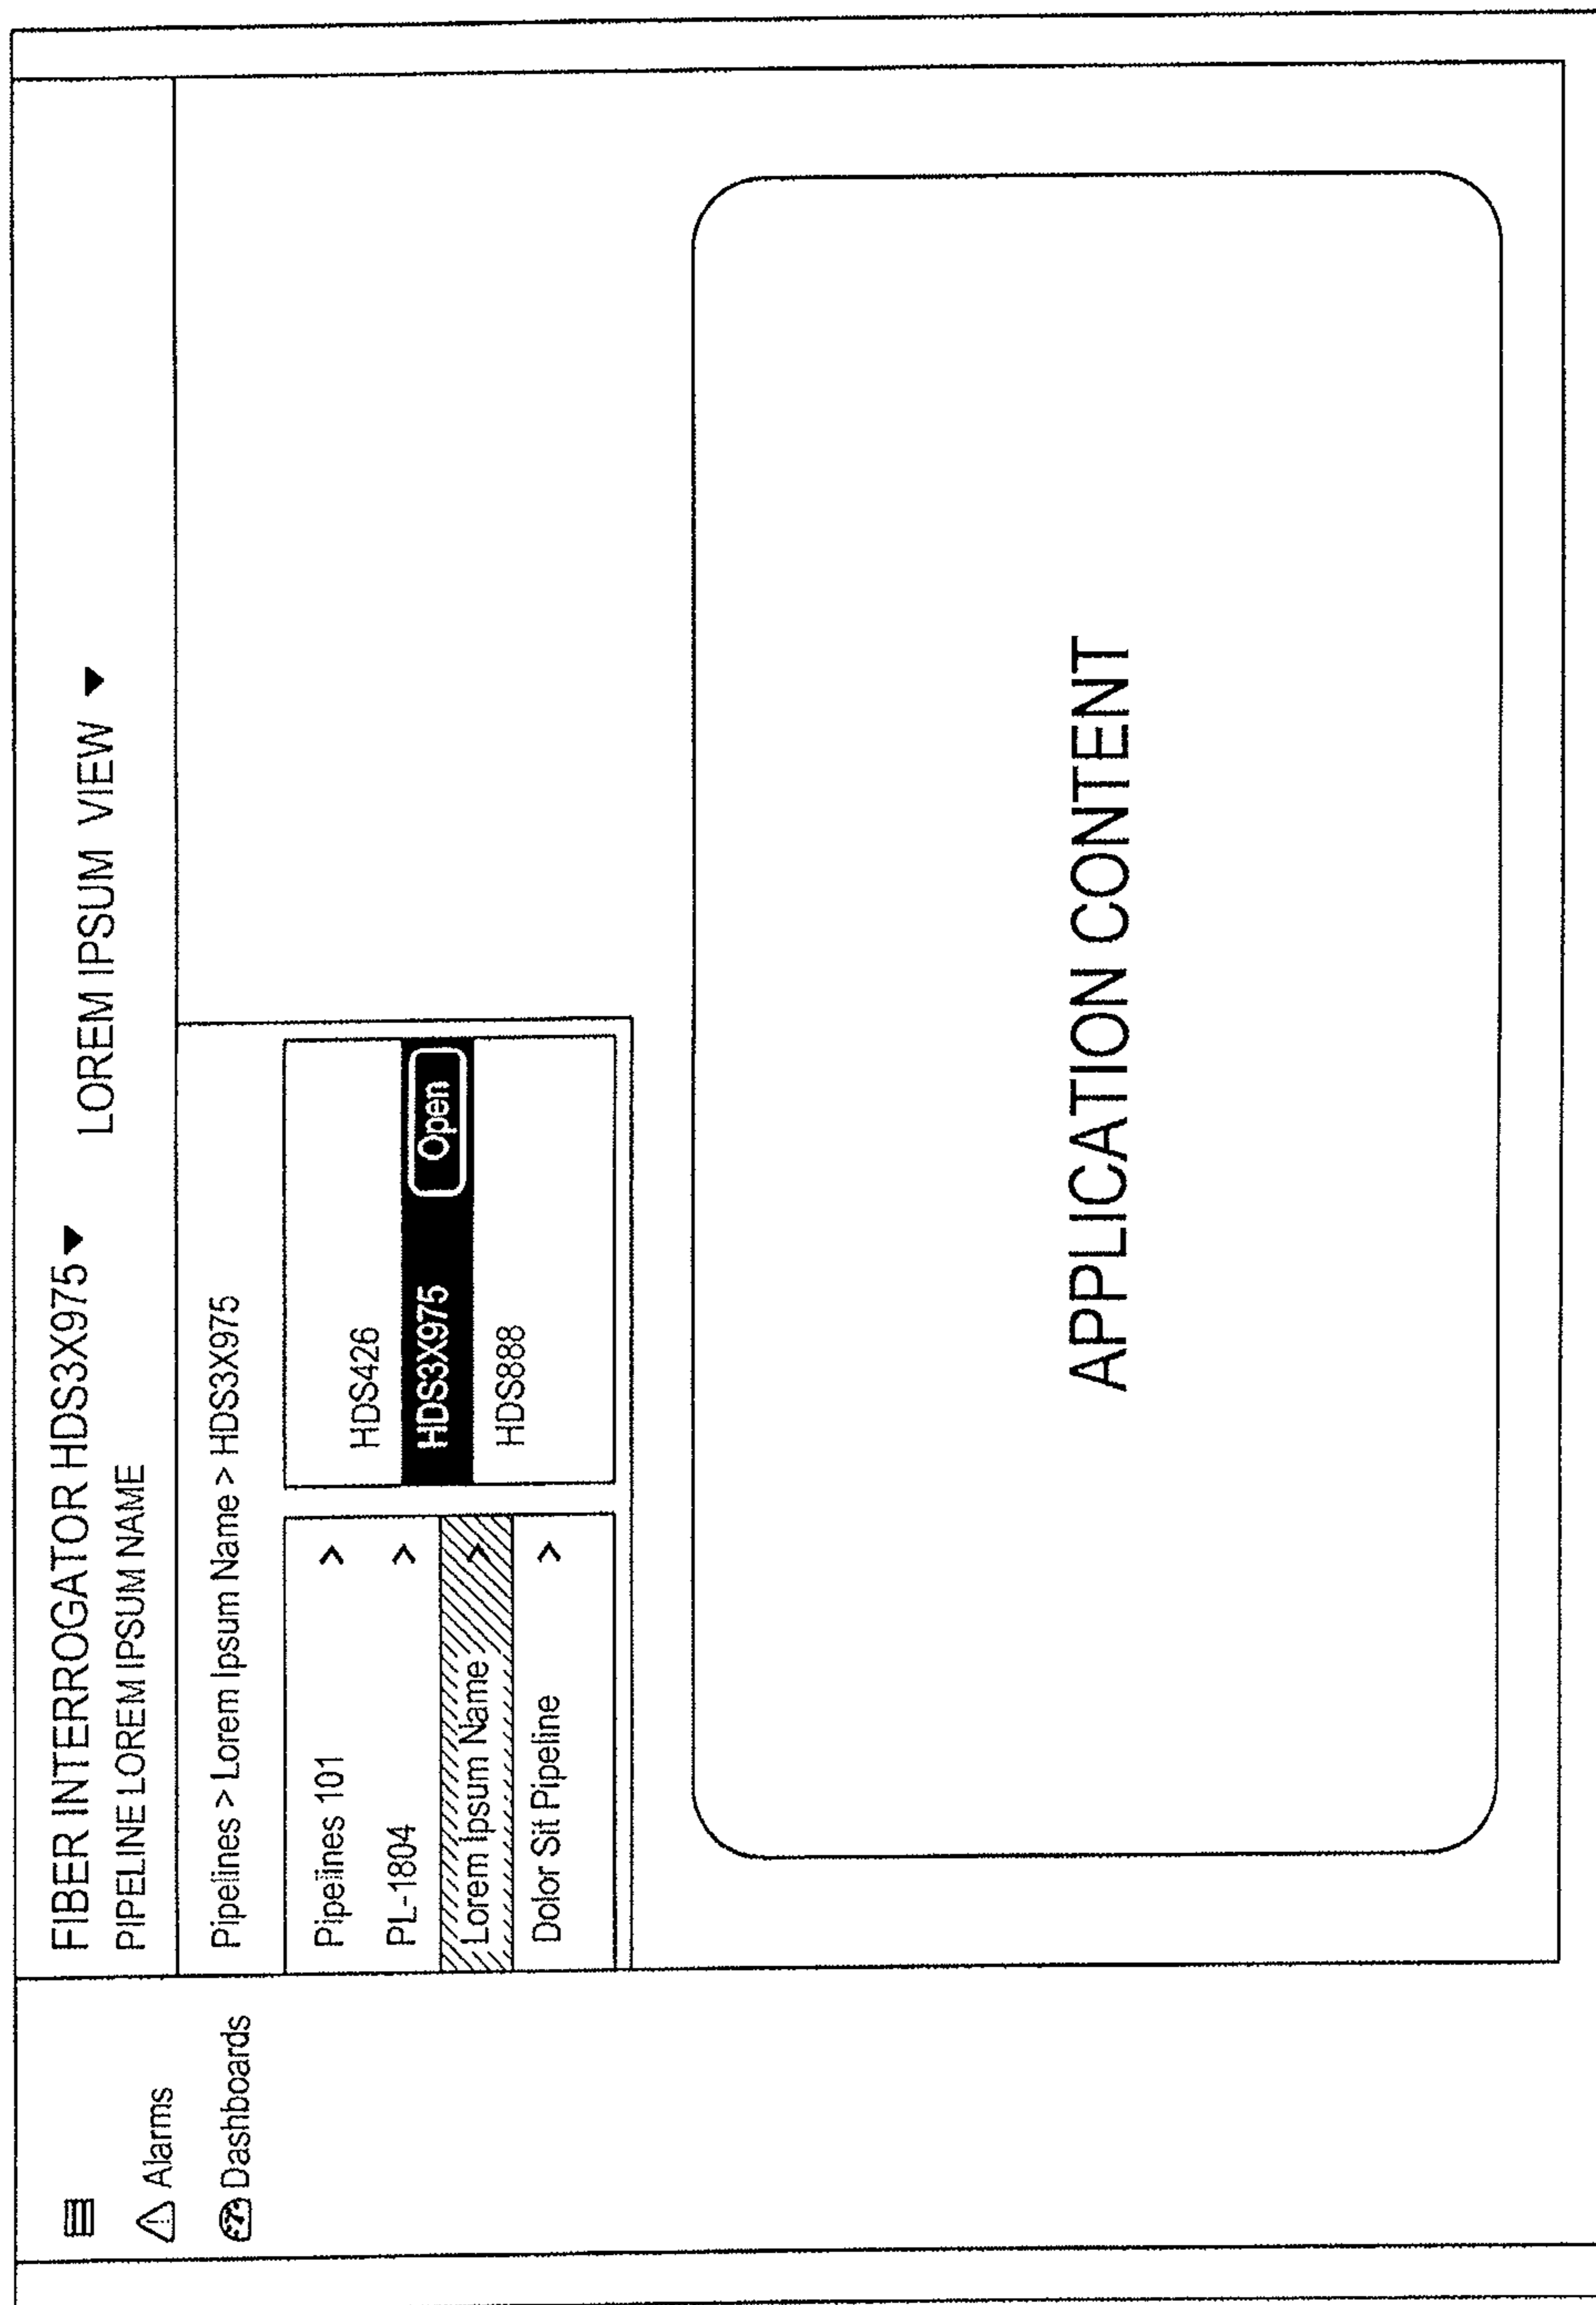 FIBER INTERROGATOR HDS3X975
PIPELINE LOREM IPSUM NAME
LOREM IPSUM VIEW
Alarms
Dashboards
Pipelines > Lorem Ipsum Name > HDS3X975
Pipelines 101 >
PL-1804 >
Lorem Ipsum Name >
Dolor Sit Pipeline >
HDS426
HDS3X975 Open
HDS888
APPLICATION CONTENT